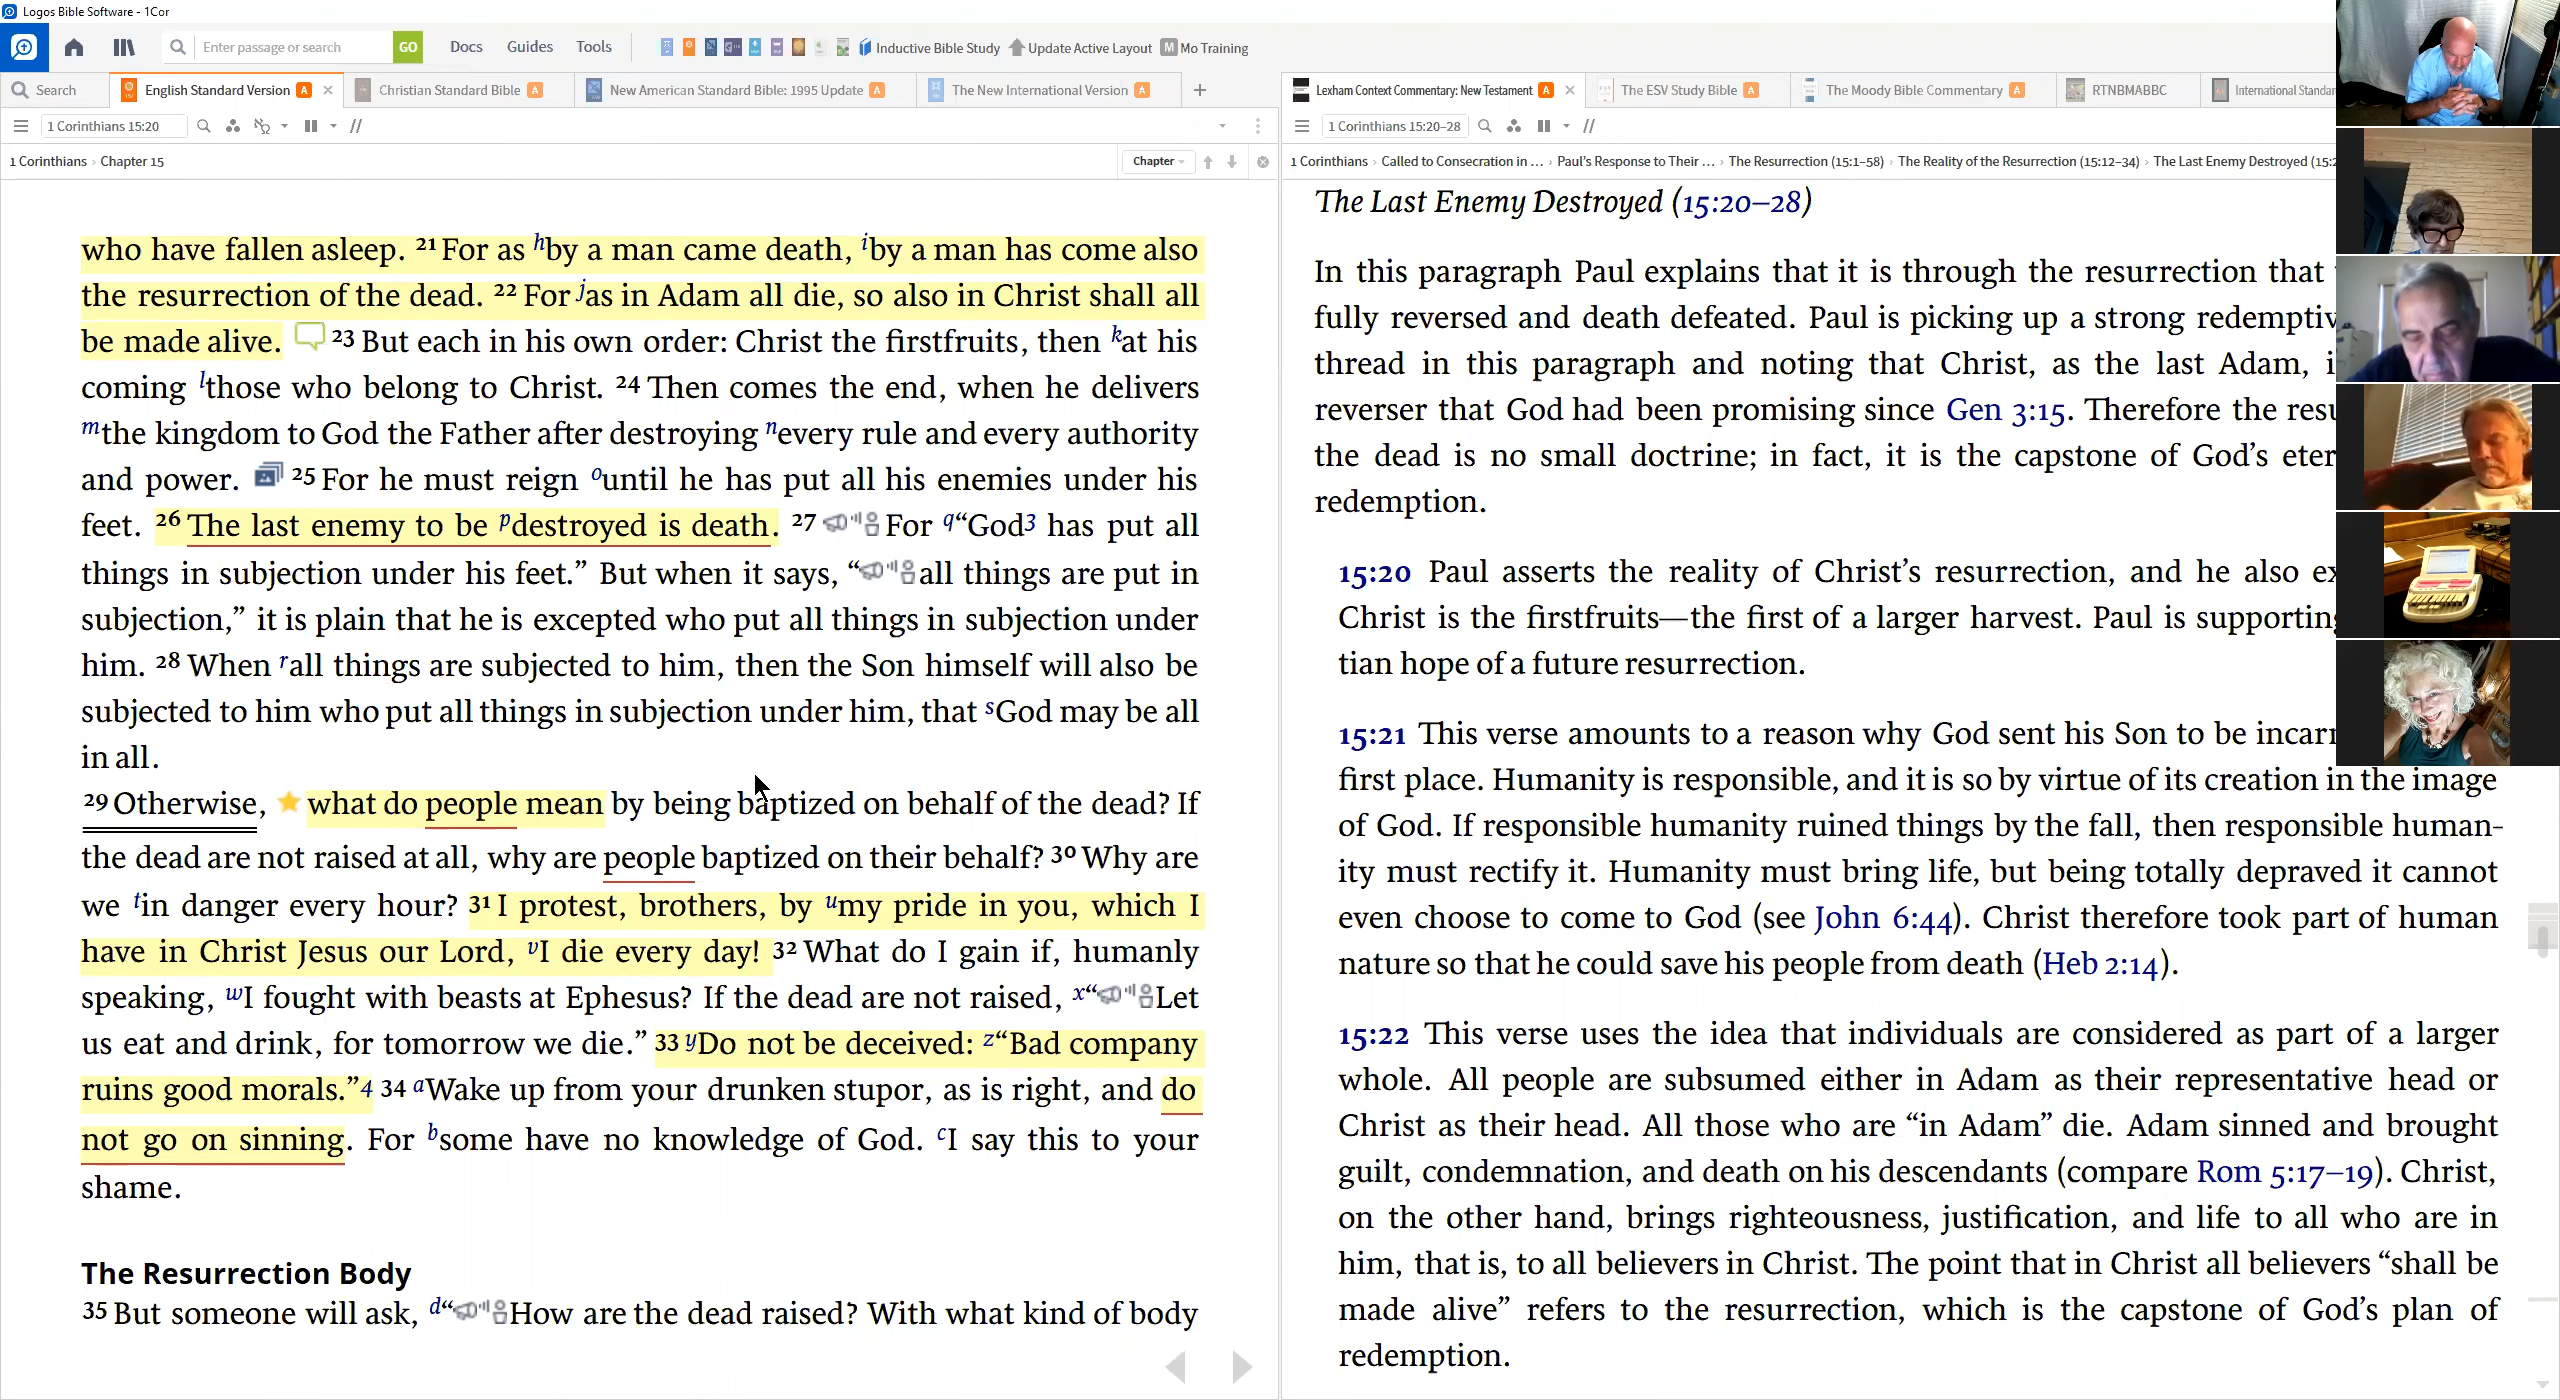 Logos Bible Software - 1Cor
Enter passage or search
GO
Docs
Guides
Tools
Inductive Bible Study
Update Active Layout
M Mo Training
Search
English Standard Version A
Christian Standard Bible A
New American Standard Bible: 1995 Update A
The New International Version A
1 Corinthians 15:20
1 Corinthians › Chapter 15
Chapter
who have fallen asleep. 21 For as h by a man came death, i by a man has come also
the resurrection of the dead. 22 For j as in Adam all die, so also in Christ shall all
be made alive. 23 But each in his own order: Christ the firstfruits, then k at his
coming l those who belong to Christ. 24 Then comes the end, when he delivers
m the kingdom to God the Father after destroying n every rule and every authority
and power. 25 For he must reign o until he has put all his enemies under his
feet. 26 The last enemy to be p destroyed is death. 27 For q “God3 has put all
things in subjection under his feet.” But when it says, “all things are put in
subjection,” it is plain that he is excepted who put all things in subjection under
him. 28 When r all things are subjected to him, then the Son himself will also be
subjected to him who put all things in subjection under him, that s God may be all
in all.
29 Otherwise, what do people mean by being baptized on behalf of the dead? If
the dead are not raised at all, why are people baptized on their behalf? 30 Why are
we t in danger every hour? 31 I protest, brothers, by u my pride in you, which I
have in Christ Jesus our Lord, v I die every day! 32 What do I gain if, humanly
speaking, w I fought with beasts at Ephesus? If the dead are not raised, x “Let
us eat and drink, for tomorrow we die.” 33 y Do not be deceived: z “Bad company
ruins good morals.”4 34 a Wake up from your drunken stupor, as is right, and do
not go on sinning. For b some have no knowledge of God. c I say this to your
shame.
The Resurrection Body
35 But someone will ask, d “How are the dead raised? With what kind of body
Lexham Context Commentary: New Testament A
The ESV Study Bible A
The Moody Bible Commentary A
RTNBMABBC
International Standar
1 Corinthians 15:20–28
1 Corinthians › Called to Consecration in ... › Paul's Response to Their ... › The Resurrection (15:1–58) › The Reality of the Resurrection (15:12–34) › The Last Enemy Destroyed (15:2
The Last Enemy Destroyed (15:20–28)
In this paragraph Paul explains that it is through the resurrection that
fully reversed and death defeated. Paul is picking up a strong redemptiv
thread in this paragraph and noting that Christ, as the last Adam, i
reverser that God had been promising since Gen 3:15. Therefore the resu
the dead is no small doctrine; in fact, it is the capstone of God’s eter
redemption.
15:20 Paul asserts the reality of Christ’s resurrection, and he also ex
Christ is the firstfruits—the first of a larger harvest. Paul is supporting
tian hope of a future resurrection.
15:21 This verse amounts to a reason why God sent his Son to be incarn
first place. Humanity is responsible, and it is so by virtue of its creation in the image
of God. If responsible humanity ruined things by the fall, then responsible human-
ity must rectify it. Humanity must bring life, but being totally depraved it cannot
even choose to come to God (see John 6:44). Christ therefore took part of human
nature so that he could save his people from death (Heb 2:14).
15:22 This verse uses the idea that individuals are considered as part of a larger
whole. All people are subsumed either in Adam as their representative head or
Christ as their head. All those who are “in Adam” die. Adam sinned and brought
guilt, condemnation, and death on his descendants (compare Rom 5:17–19). Christ,
on the other hand, brings righteousness, justification, and life to all who are in
him, that is, to all believers in Christ. The point that in Christ all believers “shall be
made alive” refers to the resurrection, which is the capstone of God’s plan of
redemption.